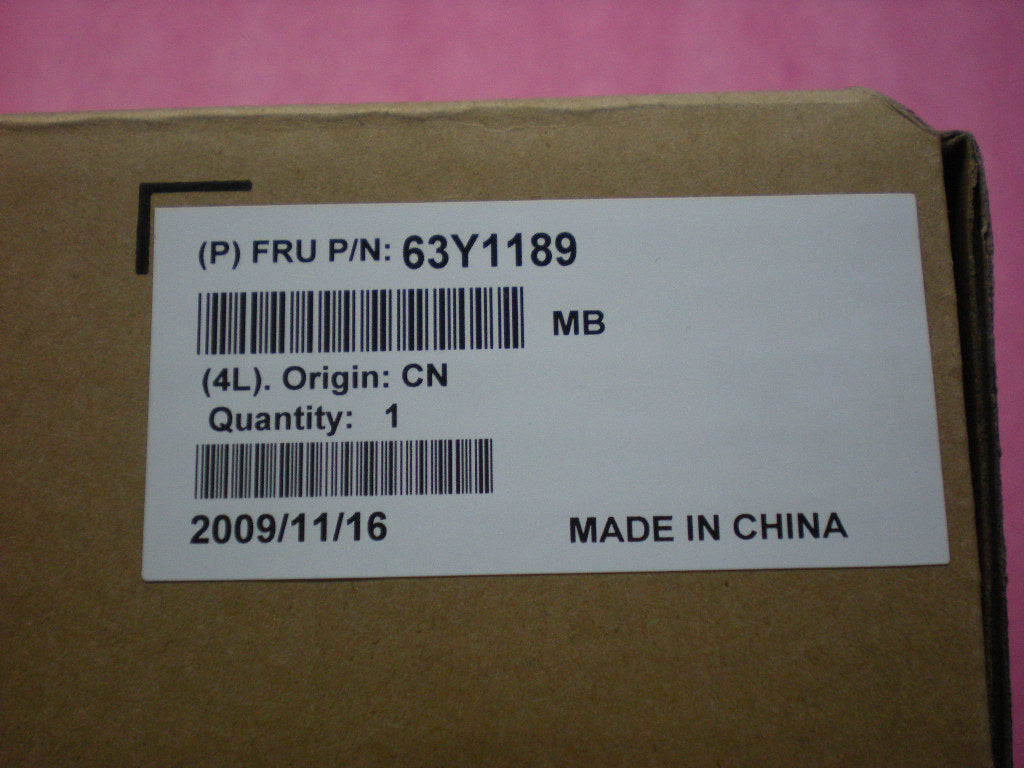 (P) FRU P/N: 63Y1189
MB
(4L). Origin: CN
Quantity: 1
2009/11/16
MADE IN CHINA